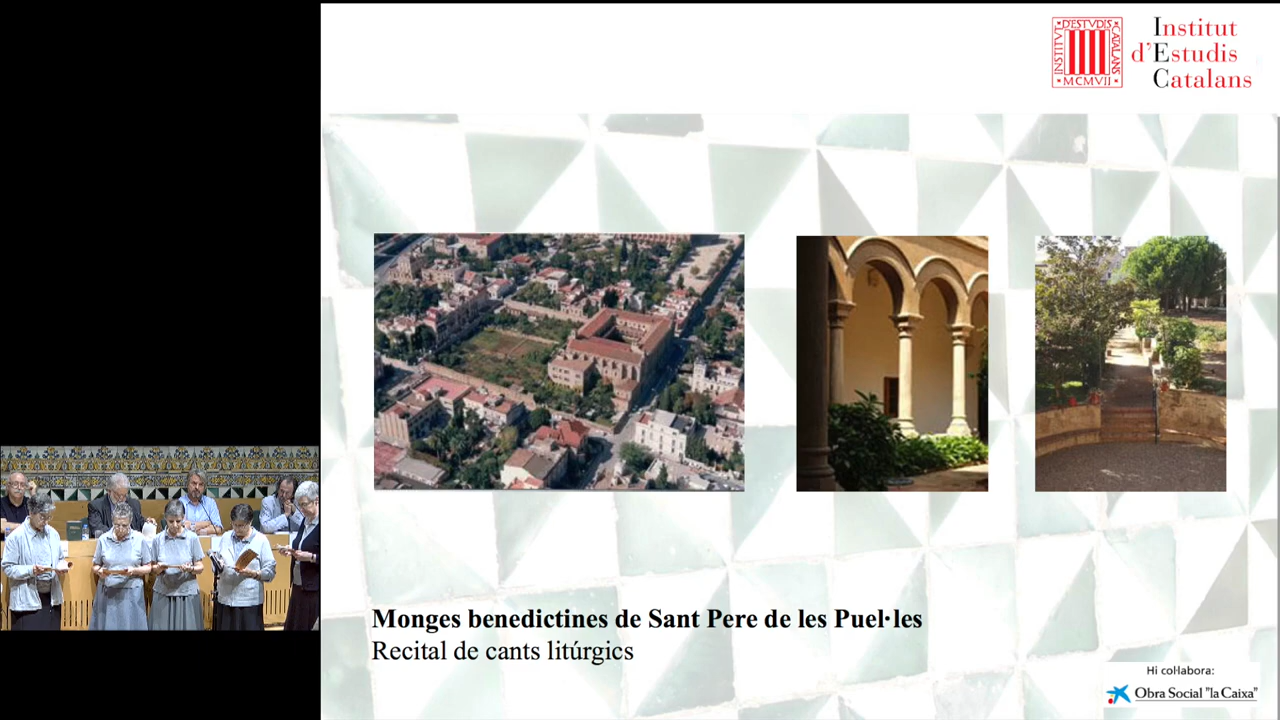 INSTITVT D'ESTVDIS CATALANS
MCMVII
Institut
d'Estudis
Catalans
Monges benedictines de Sant Pere de les Puel·les
Recital de cants litúrgics
Hi col·labora:
Obra Social "la Caixa"